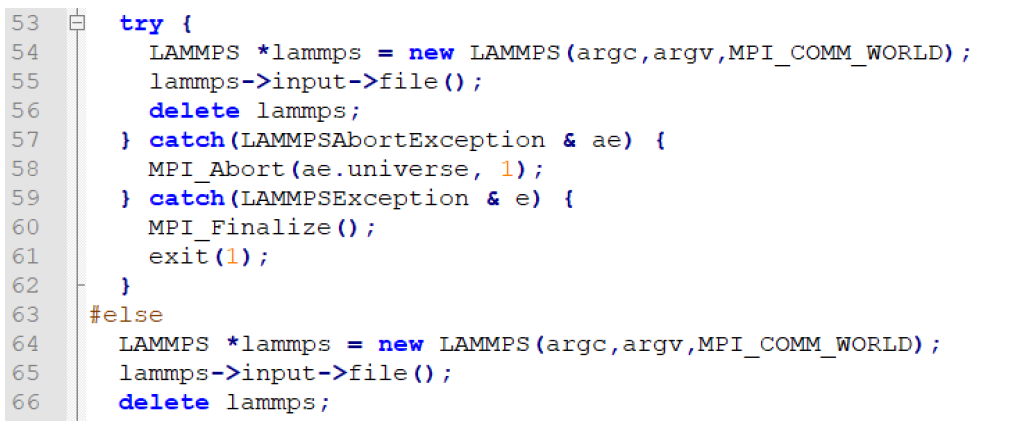 53 try {
54 LAMMPS *lammps = new LAMMPS(argc,argv,MPI_COMM_WORLD);
55 lammps->input->file();
56 delete lammps;
57 } catch(LAMMPSAbortException & ae) {
58 MPI_Abort(ae.universe, 1);
59 } catch(LAMMPSException & e) {
60 MPI_Finalize();
61 exit(1);
62 }
63 #else
64 LAMMPS *lammps = new LAMMPS(argc,argv,MPI_COMM_WORLD);
65 lammps->input->file();
66 delete lammps;